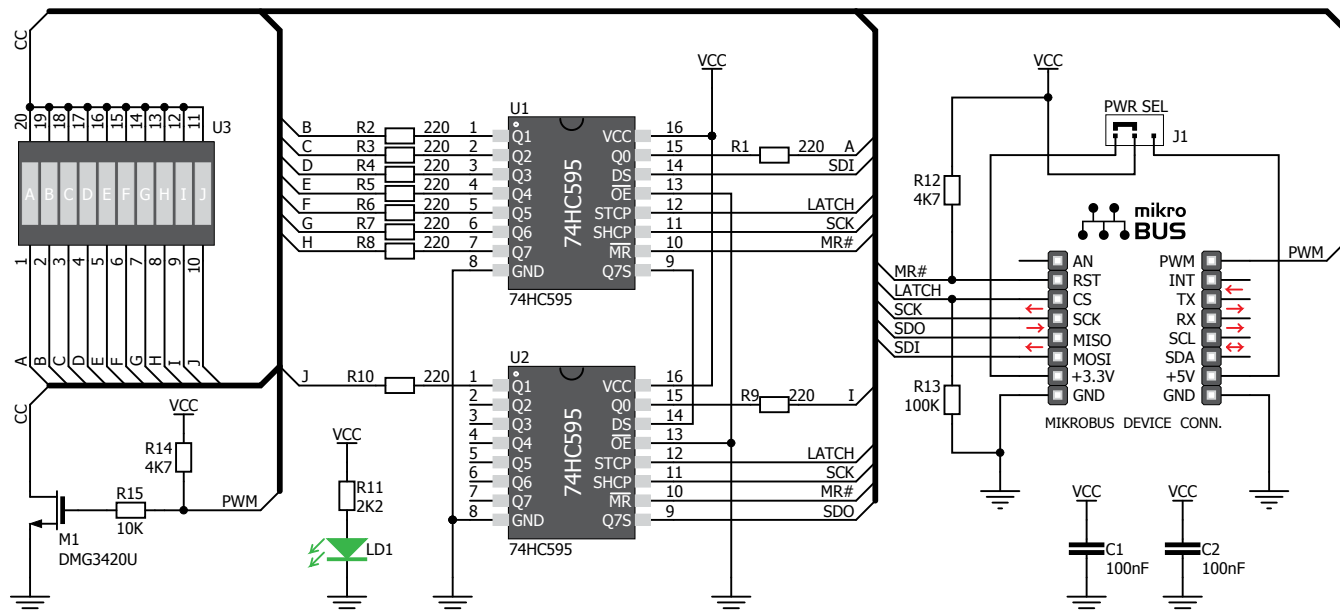 CC
20 19 18 17 16 15 14 13 12 11
U3
A B C D E F G H I J
1 2 3 4 5 6 7 8 9 10
A B C D E F G H I J
CC
VCC
R14
4K7
R15
10K
PWM
M1
DMG3420U
VCC
R11
2K2
LD1
B R2 220 1
C R3 220 2
D R4 220 3
E R5 220 4
F R6 220 5
G R7 220 6
H R8 220 7
8
U1
Q1 VCC
Q2 Q0
Q3 DS
Q4 OE
Q5 STCP
Q6 SHCP
Q7 MR
GND Q7S
74HC595
74HC595
VCC
16
15 R1 220 A
14 SDI
13
12 LATCH
11 SCK
10 MR#
9
J R10 220 1
2
3
4
5
6
7
8
U2
Q1 VCC
Q2 Q0
Q3 DS
Q4 OE
Q5 STCP
Q6 SHCP
Q7 MR
GND Q7S
74HC595
74HC595
16
15 R9 220 I
14
13
12 LATCH
11 SCK
10 MR#
9 SDO
VCC
PWR SEL
J1
R12
4K7
mikro
BUS
MR#
LATCH
SCK
SDO
SDI
AN PWM
RST INT
CS TX
SCK RX
MISO SCL
MOSI SDA
+3.3V +5V
GND GND
PWM
R13
100K
MIKROBUS DEVICE CONN.
VCC VCC
C1 C2
100nF 100nF